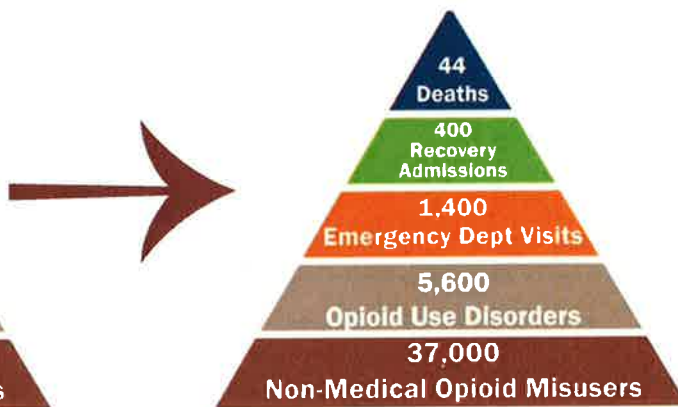 44
Deaths
400
Recovery
Admissions
1,400
Emergency Dept Visits
5,600
Opioid Use Disorders
37,000
Non-Medical Opioid Misusers
s